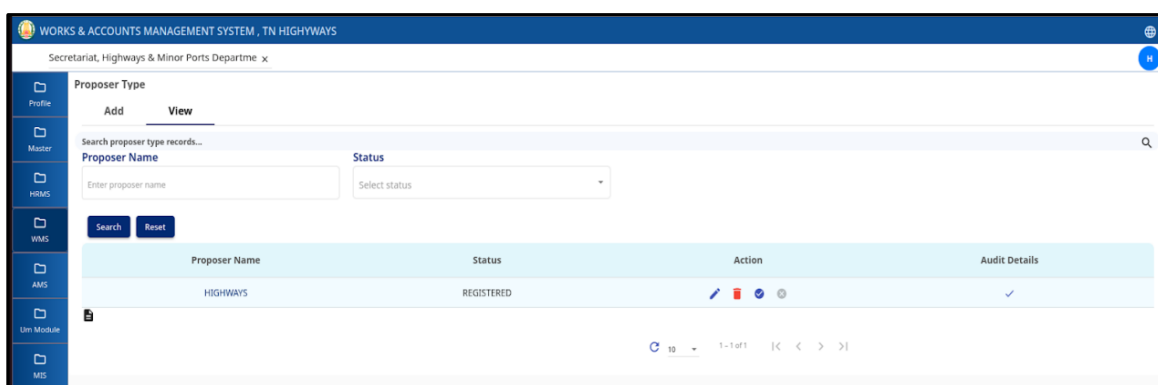 WORKS & ACCOUNTS MANAGEMENT SYSTEM , TN HIGHYWAYS
Secretariat, Highways & Minor Ports Departme x
H
Profile
Master
HRMS
WMS
AMS
Um Module
MIS
Proposer Type
Add View
Search proposer type records...
Proposer Name Status
Enter proposer name Select status
Search Reset
Proposer Name Status Action Audit Details
HIGHWAYS REGISTERED
10 1 – 1 of 1